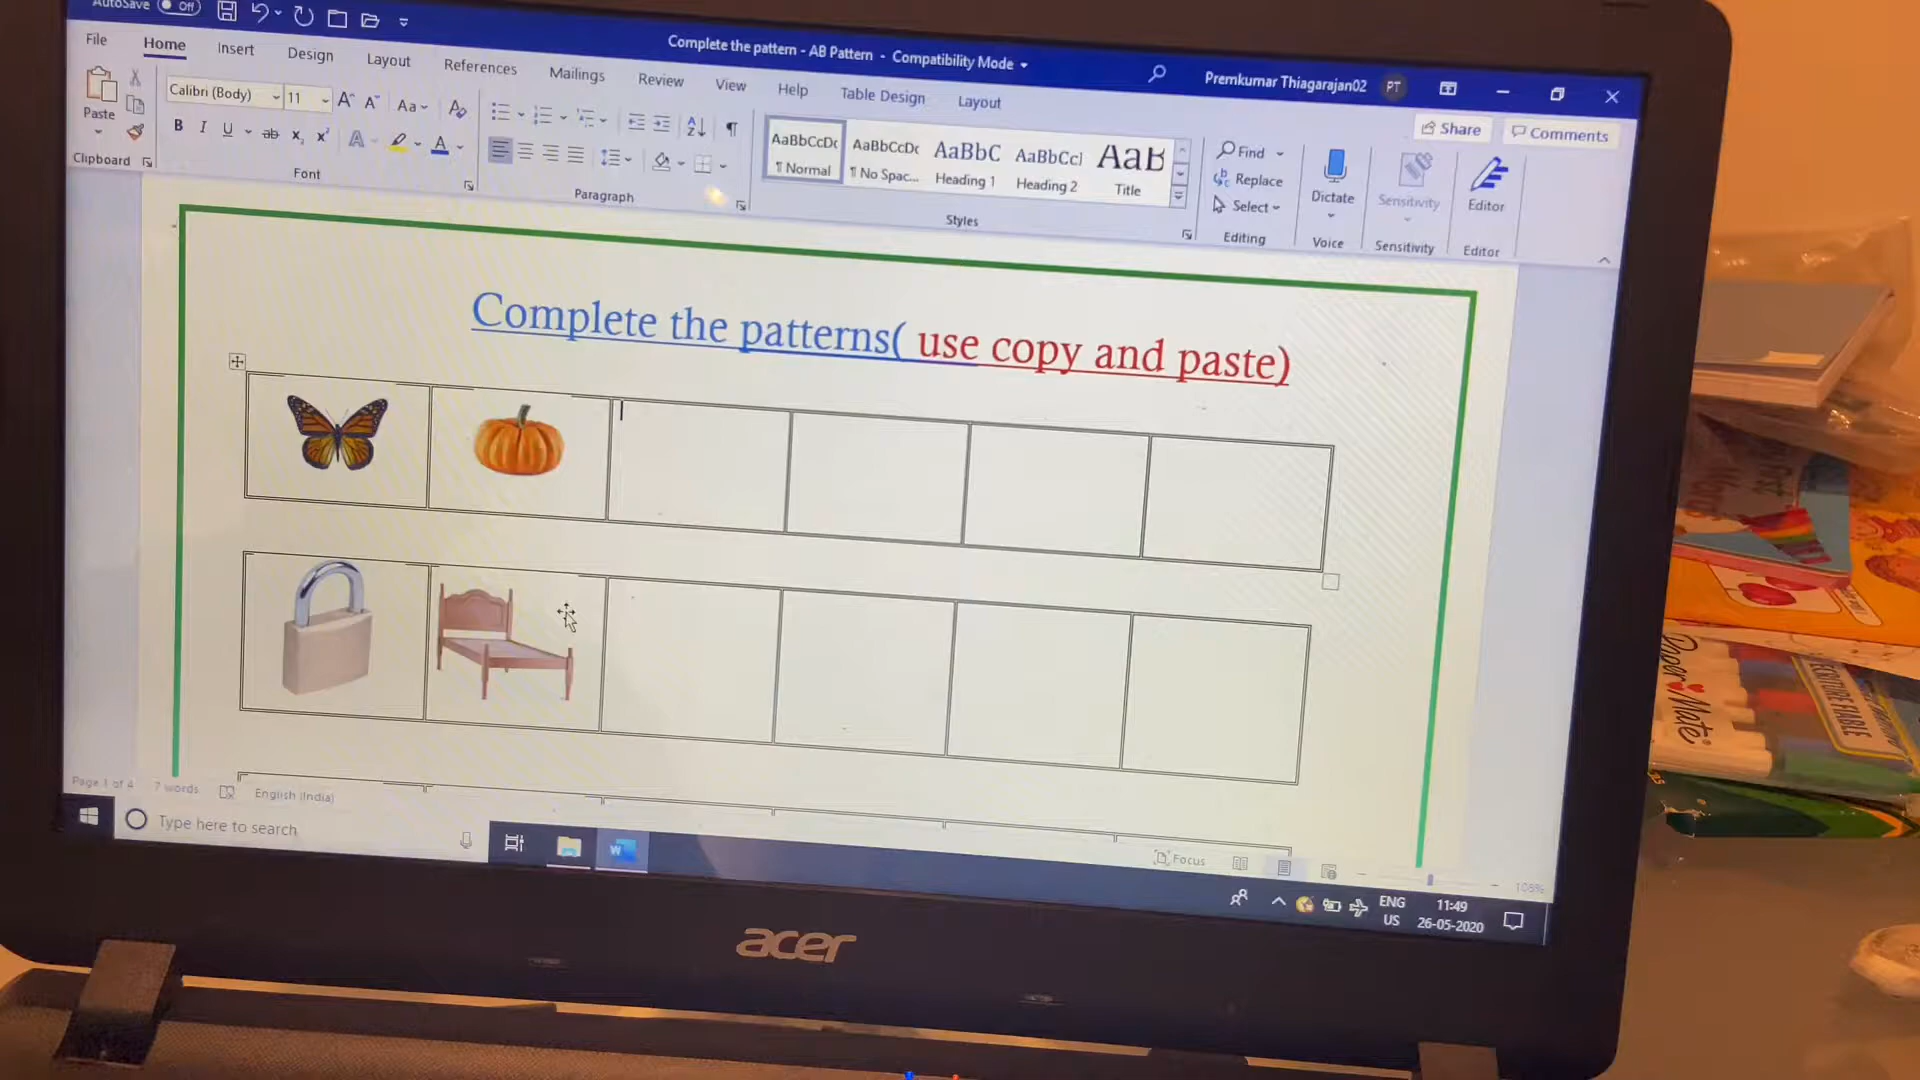 AutoSave Off
Complete the pattern - AB Pattern - Compatibility Mode
Premkumar Thiagarajan02 PT
File Home Insert Design Layout References Mailings Review View Help Table Design Layout
Share Comments
Paste
Clipboard
Calibri (Body) 11
Font
Paragraph
AaBbCcDc AaBbCcDc AaBbC AaBbCcI AaB
¶ Normal ¶ No Spac... Heading 1 Heading 2 Title
Styles
Find
Replace
Select
Editing
Dictate
Voice
Sensitivity
Sensitivity
Editor
Editor
Complete the patterns( use copy and paste)
Page 1 of 4 7 words English (India)
Focus 108%
Type here to search
ENG
US
11:49
26-05-2020
acer
Paper Mate